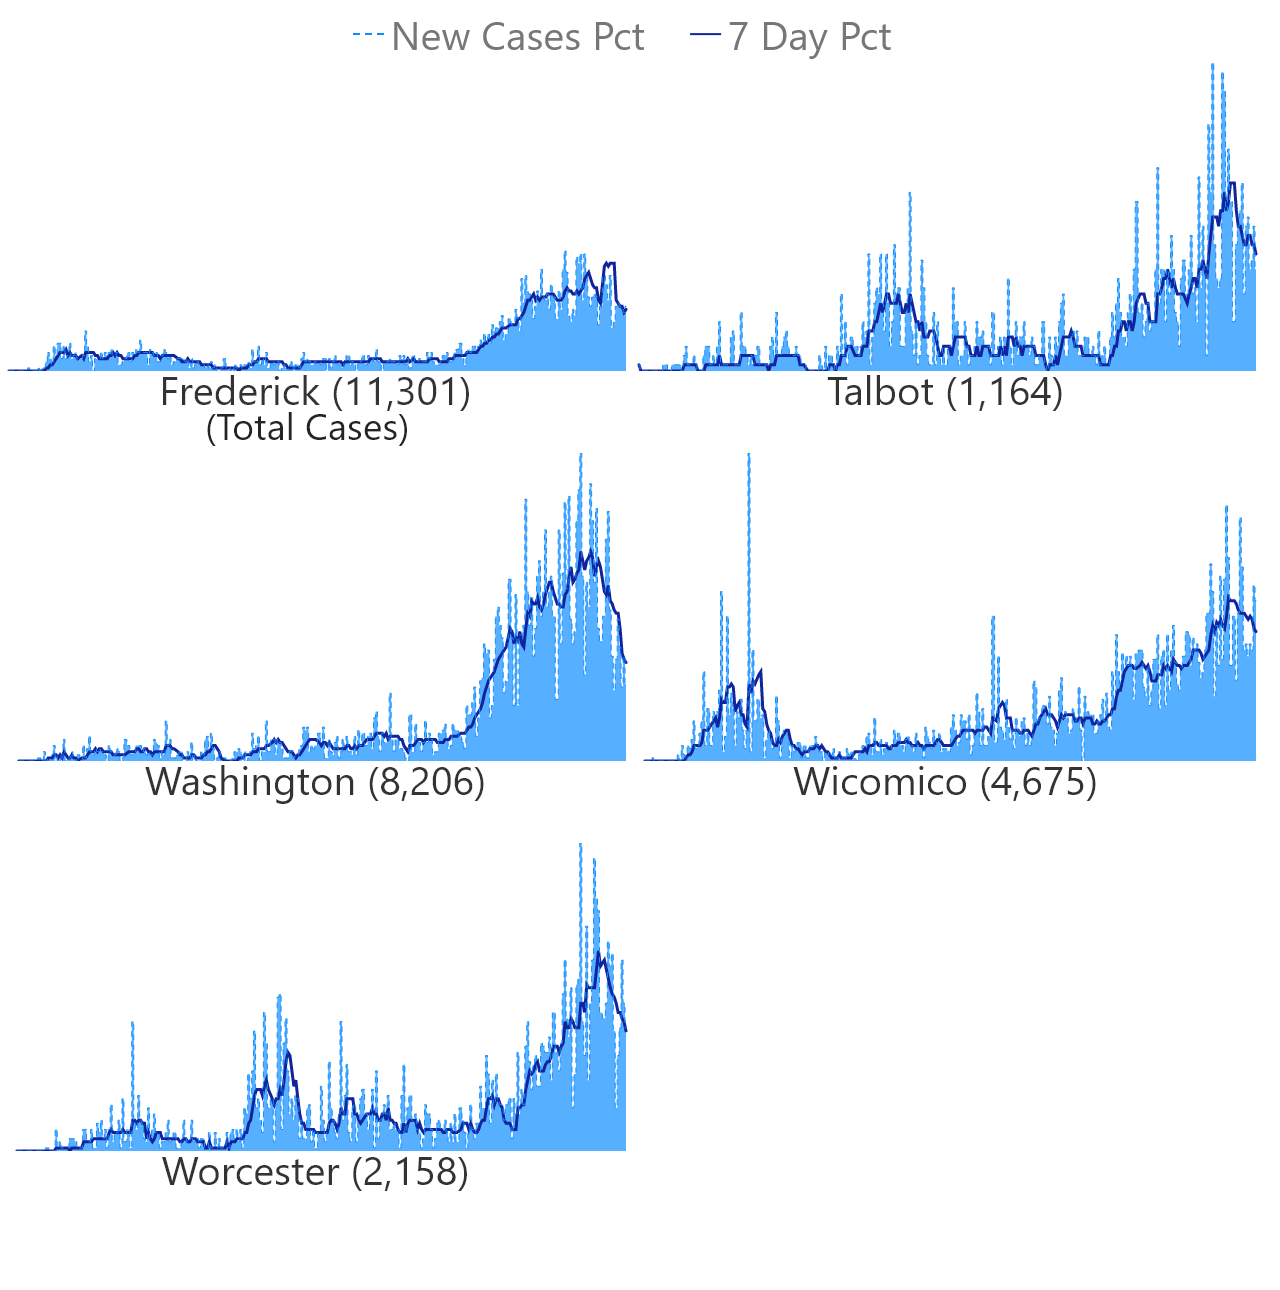 New Cases Pct 7 Day Pct
Frederick (11,301)
(Total Cases)
Talbot (1,164)
Washington (8,206)
Wicomico (4,675)
Worcester (2,158)